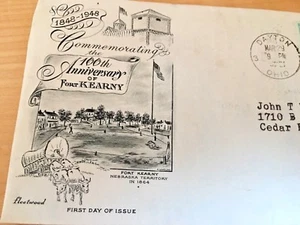 1848-1948
Commemorating
the
100th
Anniversary
OF
FORT KEARNY
FORT KEARNY
NEBRASKA TERRITORY
IN 1864
Fleetwood
FIRST DAY OF ISSUE
DAYTON
OHIO
John T
1710 B
Cedar